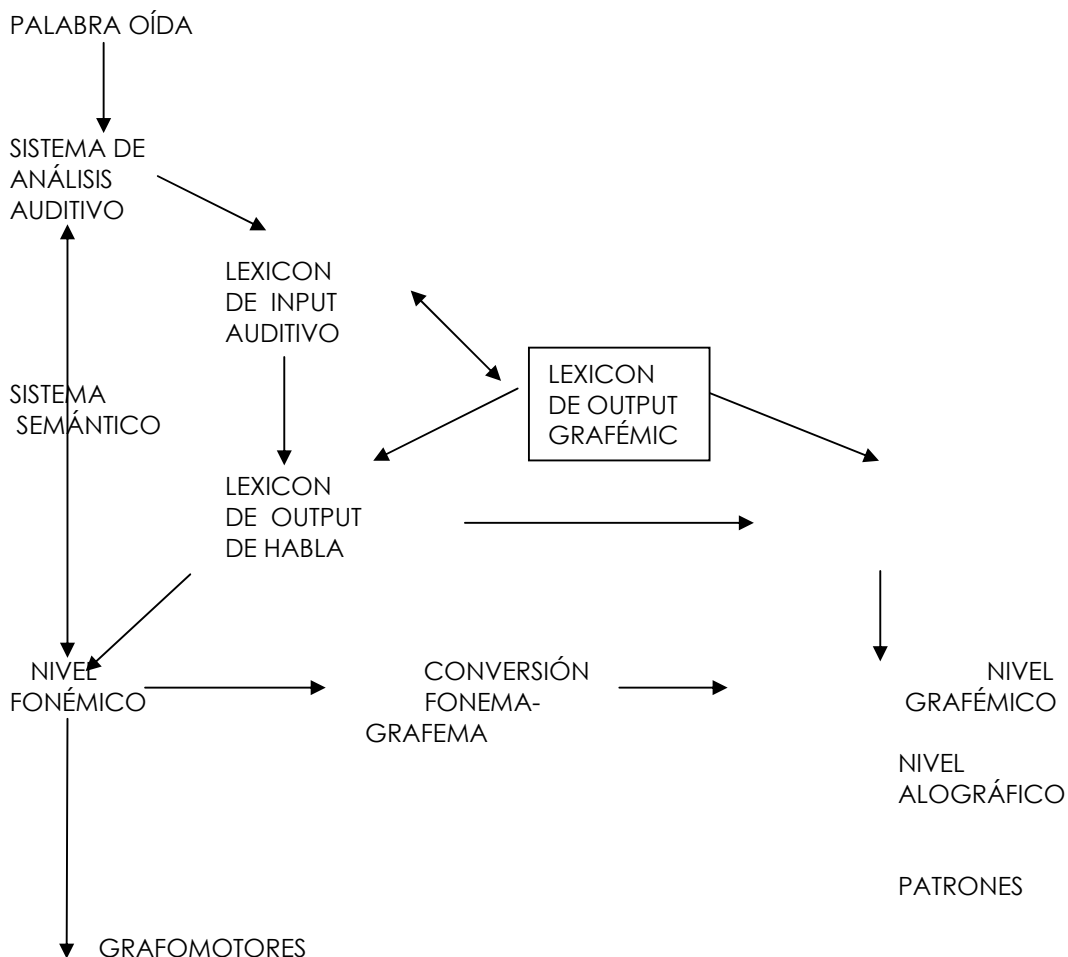 PALABRA OÍDA
SISTEMA DE
ANÁLISIS
AUDITIVO
LEXICON
DE INPUT
AUDITIVO
LEXICON
DE OUTPUT
GRAFÉMIC
SISTEMA
SEMÁNTICO
LEXICON
DE OUTPUT
DE HABLA
NIVEL
FONÉMICO
CONVERSIÓN
FONEMA-
GRAFEMA
NIVEL
GRAFÉMICO
NIVEL
ALOGRÁFICO
PATRONES
GRAFOMOTORES